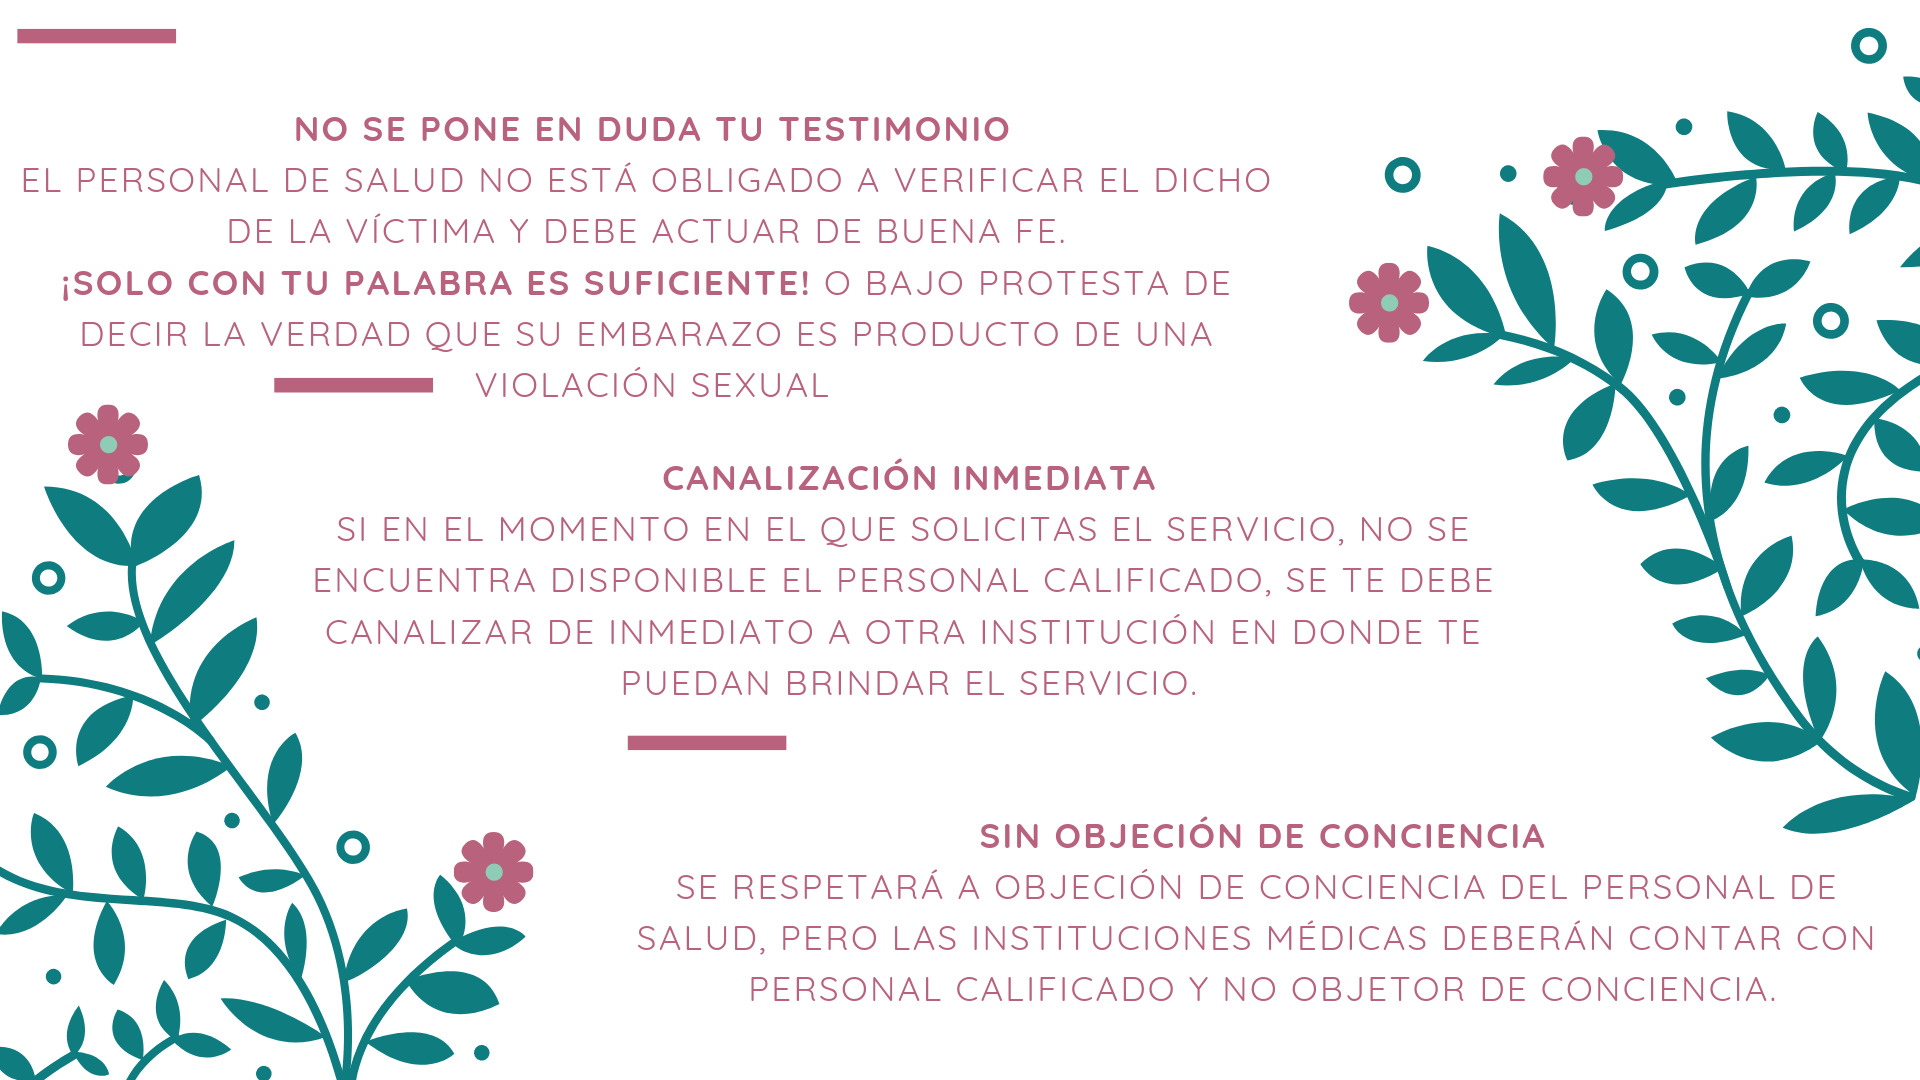 NO SE PONE EN DUDA TU TESTIMONIO
EL PERSONAL DE SALUD NO ESTÁ OBLIGADO A VERIFICAR EL DICHO
DE LA VÍCTIMA Y DEBE ACTUAR DE BUENA FE.
¡SOLO CON TU PALABRA ES SUFICIENTE! O BAJO PROTESTA DE
DECIR LA VERDAD QUE SU EMBARAZO ES PRODUCTO DE UNA
VIOLACIÓN SEXUAL
CANALIZACIÓN INMEDIATA
SI EN EL MOMENTO EN EL QUE SOLICITAS EL SERVICIO, NO SE
ENCUENTRA DISPONIBLE EL PERSONAL CALIFICADO, SE TE DEBE
CANALIZAR DE INMEDIATO A OTRA INSTITUCIÓN EN DONDE TE
PUEDAN BRINDAR EL SERVICIO.
SIN OBJECIÓN DE CONCIENCIA
SE RESPETARÁ A OBJECIÓN DE CONCIENCIA DEL PERSONAL DE
SALUD, PERO LAS INSTITUCIONES MÉDICAS DEBERÁN CONTAR CON
PERSONAL CALIFICADO Y NO OBJETOR DE CONCIENCIA.